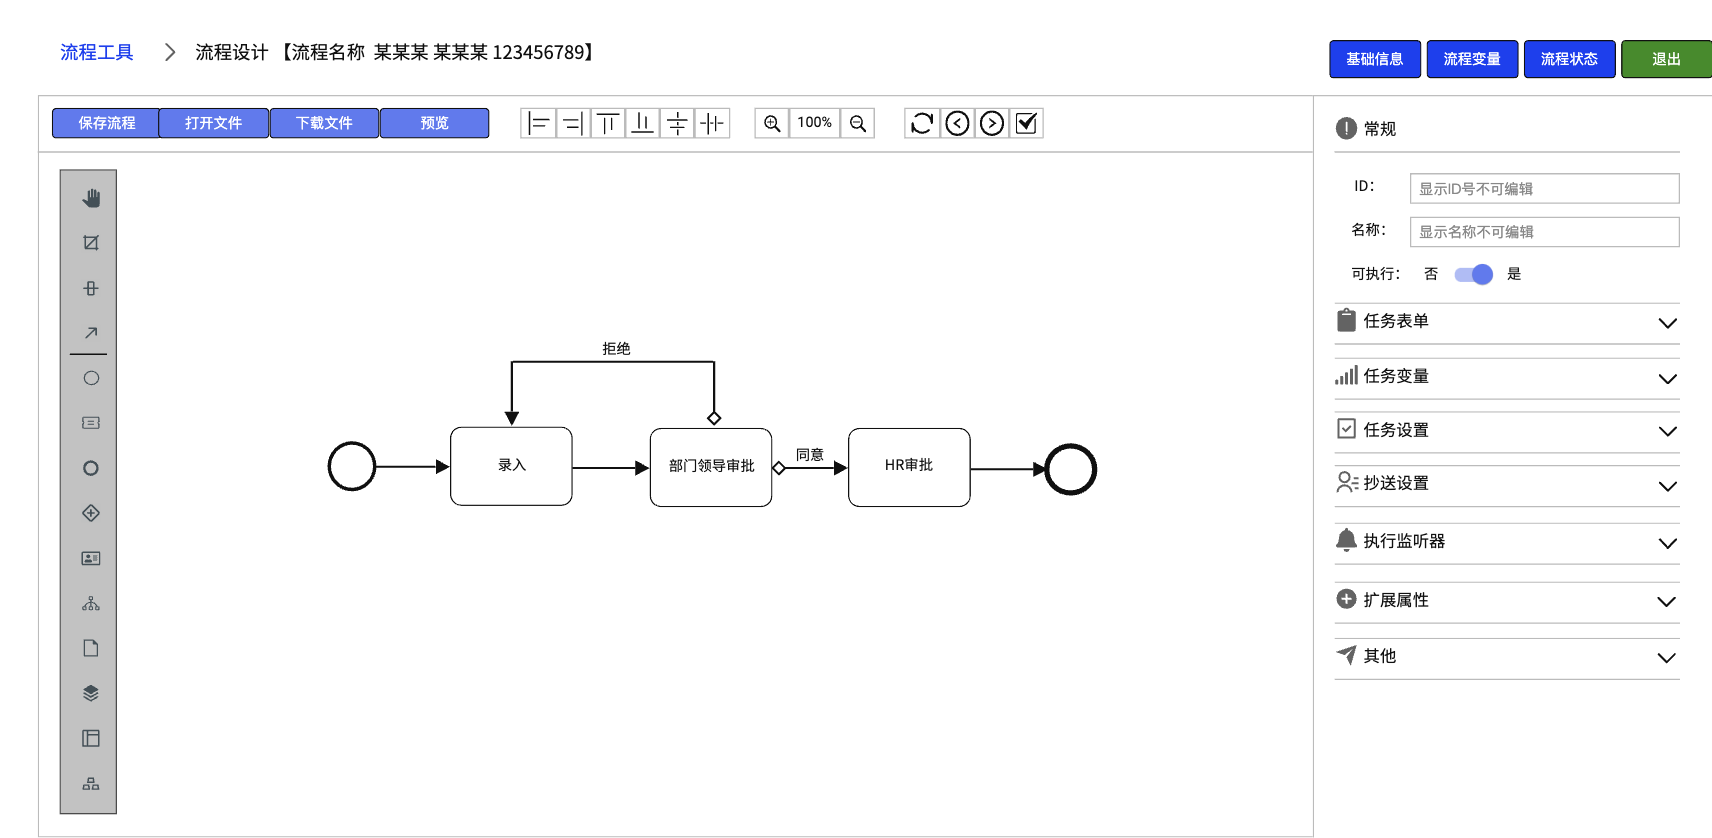 流程工具
流程设计 【流程名称 某某某 某某某 123456789】
基础信息
流程变量
流程状态
退出
保存流程
打开文件
下载文件
预览
100%
常规
ID：
显示ID号不可编辑
名称：
显示名称不可编辑
可执行：
否
是
任务表单
任务变量
任务设置
抄送设置
执行监听器
扩展属性
其他
拒绝
录入
部门领导审批
同意
HR审批